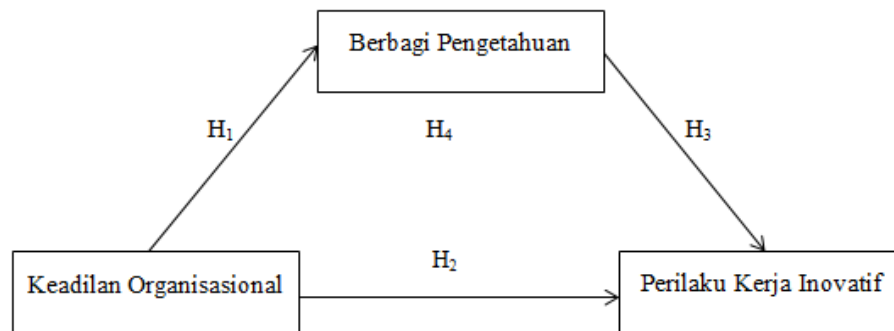 Berbagi Pengetahuan
H₁
H₄
H₃
H₂
Keadilan Organisasional
Perilaku Kerja Inovatif